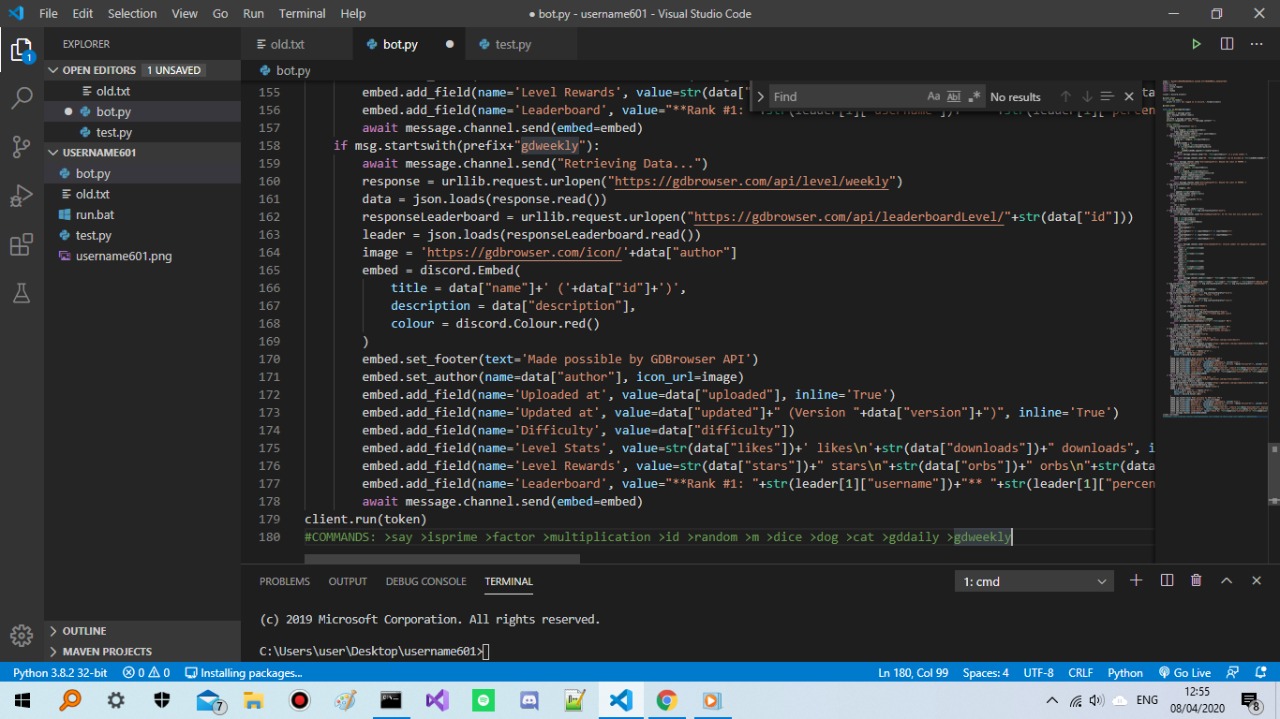 File Edit Selection View Go Run Terminal Help ● bot.py - username601 - Visual Studio Code
EXPLORER
OPEN EDITORS 1 UNSAVED
old.txt
bot.py
test.py
USERNAME601
bot.py
old.txt
run.bat
test.py
username601.png
OUTLINE
MAVEN PROJECTS
1
old.txt bot.py test.py
bot.py
Find Aa Abl .* No results
155 embed.add_field(name='Level Rewards', value=str(data["
156 embed.add_field(name='Leaderboard', value="**Rank #1:
157 await message.channel.send(embed=embed)
158 if msg.startswith(prefix+"gdweekly"):
159 await message.channel.send("Retrieving Data...")
160 response = urllib.request.urlopen("https://gdbrowser.com/api/level/weekly")
161 data = json.loads(response.read())
162 responseLeaderboard = urllib.request.urlopen("https://gdbrowser.com/api/leaderboardLevel/"+str(data["id"]))
163 leader = json.loads(responseLeaderboard.read())
164 image = 'https://gdbrowser.com/icon/'+data["author"]
165 embed = discord.Embed(
166 title = data["name"]+' ('+data["id"]+')',
167 description = data["description"],
168 colour = discord.Colour.red()
169 )
170 embed.set_footer(text='Made possible by GDBrowser API')
171 embed.set_author(name=data["author"], icon_url=image)
172 embed.add_field(name='Uploaded at', value=data["uploaded"], inline='True')
173 embed.add_field(name='Updated at', value=data["updated"]+" (Version "+data["version"]+")", inline='True')
174 embed.add_field(name='Difficulty', value=data["difficulty"])
175 embed.add_field(name='Level Stats', value=str(data["likes"])+' likes\n'+str(data["downloads"])+" downloads", i
176 embed.add_field(name='Level Rewards', value=str(data["stars"])+" stars\n"+str(data["orbs"])+" orbs\n"+str(data
177 embed.add_field(name='Leaderboard', value="**Rank #1: "+str(leader[1]["username"])+"** "+str(leader[1]["percen
178 await message.channel.send(embed=embed)
179 client.run(token)
180 #COMMANDS: >say >isprime >factor >multiplication >id >random >m >dice >dog >cat >gddaily >gdweekly
PROBLEMS OUTPUT DEBUG CONSOLE TERMINAL 1: cmd
(c) 2019 Microsoft Corporation. All rights reserved.
C:\Users\user\Desktop\username601>
Python 3.8.2 32-bit 0 0 Installing packages... Ln 180, Col 99 Spaces: 4 UTF-8 CRLF Python Go Live
7 ENG 12:55
08/04/2020 8